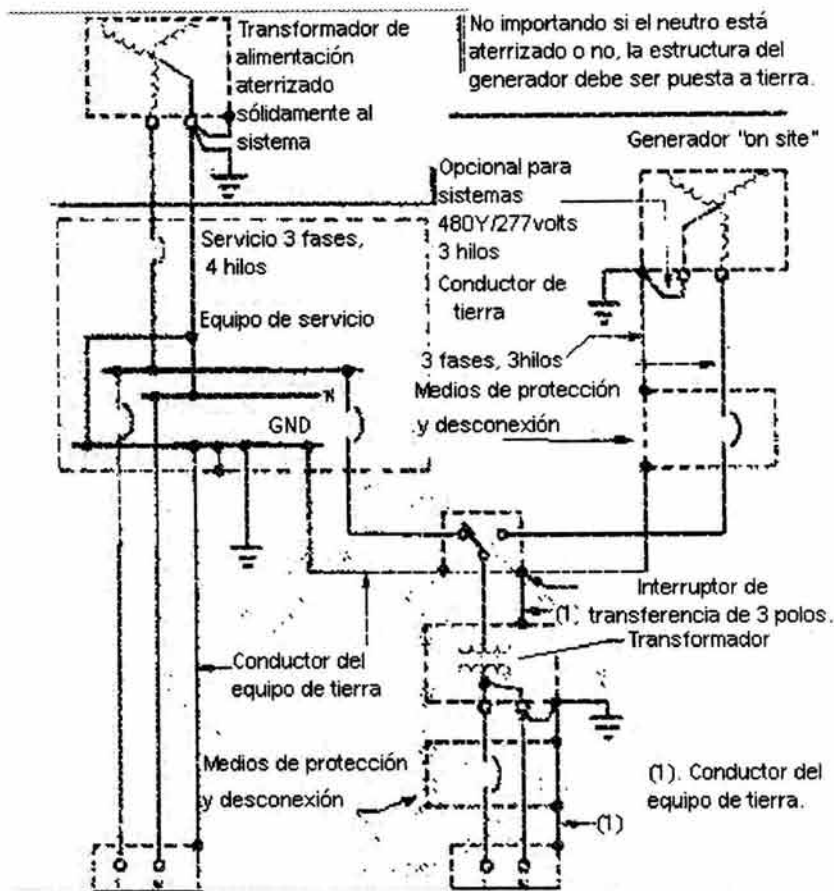 Transformador de
alimentación
aterrizado
sólidamente al
sistema
No importando si el neutro está
aterrizado o no, la estructura del
generador debe ser puesta a tierra.
Generador "on site"
Opcional para
sistemas
480Y/277volts
3 hilos
Conductor de
tierra
Servicio 3 fases,
4 hilos
Equipo de servicio
3 fases, 3hilos
Medios de protección
y desconexión
N
GND
Interruptor de
(1) transferencia de 3 polos.
Transformador
Conductor del
equipo de tierra
Medios de protección
y desconexión
(1). Conductor del
equipo de tierra.
(1)